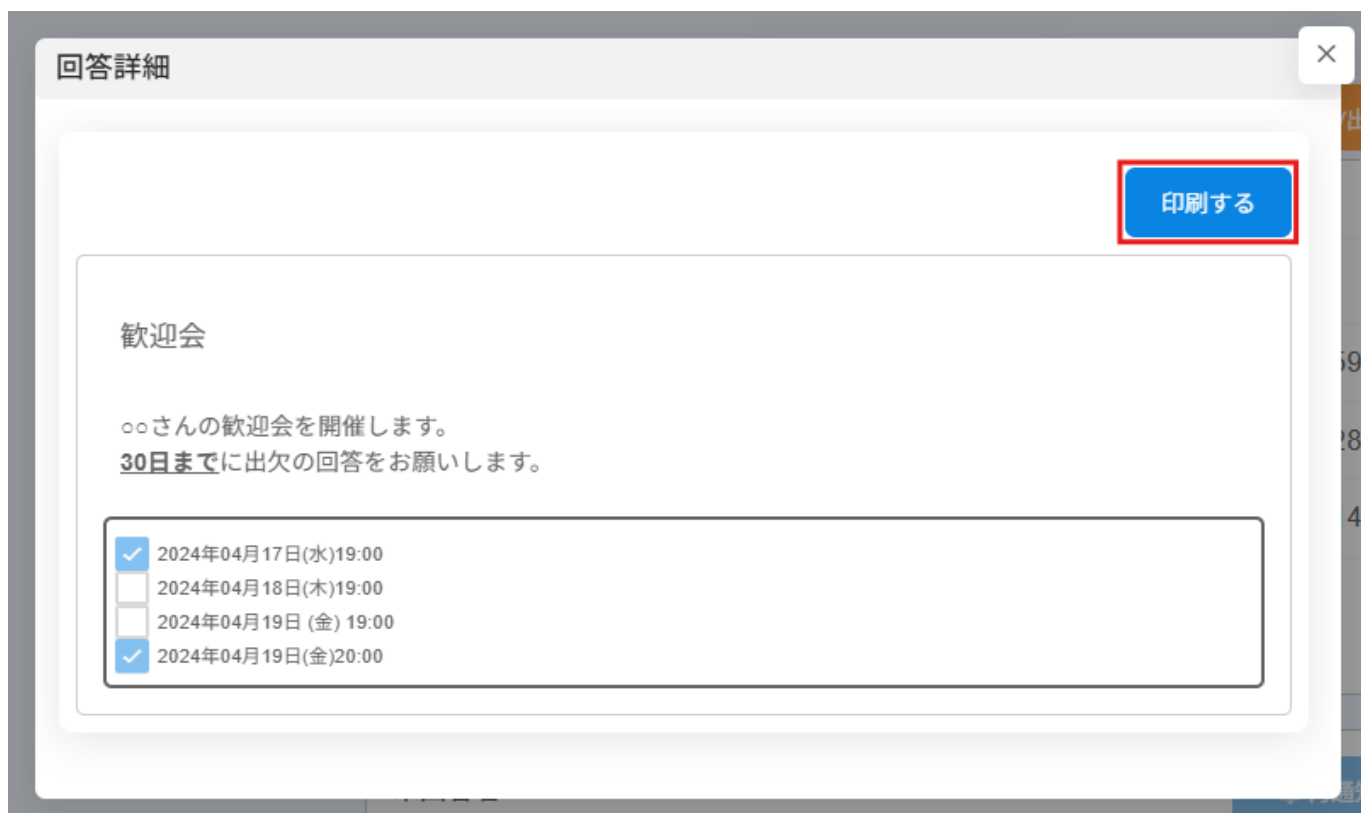 回答詳細
印刷する
歓迎会
○○さんの歓迎会を開催します。
30日までに出欠の回答をお願いします。
2024年04月17日(水)19:00
2024年04月18日(木)19:00
2024年04月19日 (金) 19:00
2024年04月19日(金)20:00